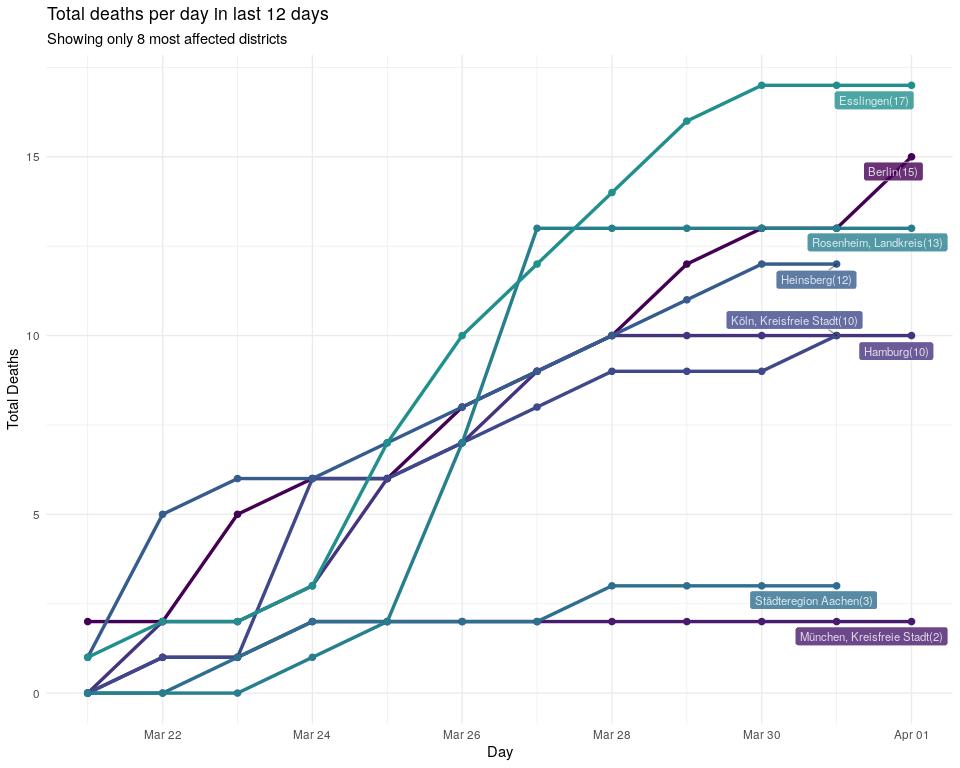 Total deaths per day in last 12 days
Showing only 8 most affected districts
Total Deaths
15
10
5
0
Esslingen(17)
Berlin(15)
Rosenheim, Landkreis(13)
Heinsberg(12)
Köln, Kreisfreie Stadt(10)
Hamburg(10)
Städteregion Aachen(3)
München, Kreisfreie Stadt(2)
Mar 22
Mar 24
Mar 26
Mar 28
Mar 30
Apr 01
Day